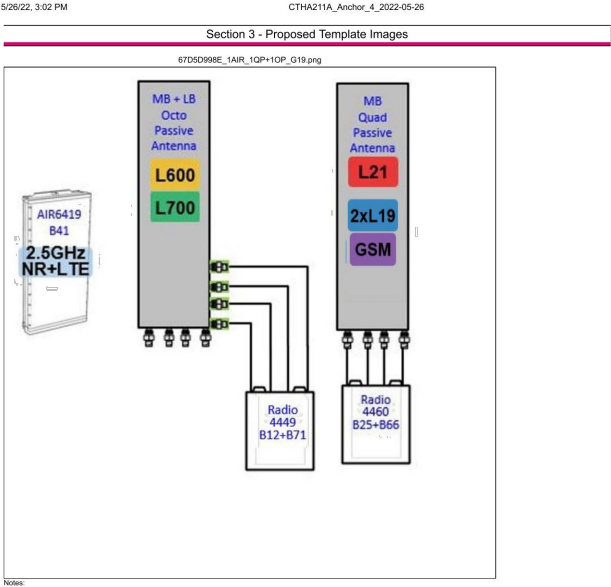 5/26/22, 3:02 PM
CTHA211A_Anchor_4_2022-05-26
Section 3 - Proposed Template Images
67D5D998E_1AIR_1QP+1OP_G19.png
MB + LB
Octo
Passive
Antenna
L600
L700
MB
Quad
Passive
Antenna
L21
2xL19
GSM
AIR6419
B41
2.5GHz
NR+LTE
Radio
4449
B12+B71
Radio
4460
B25+B66
Notes: